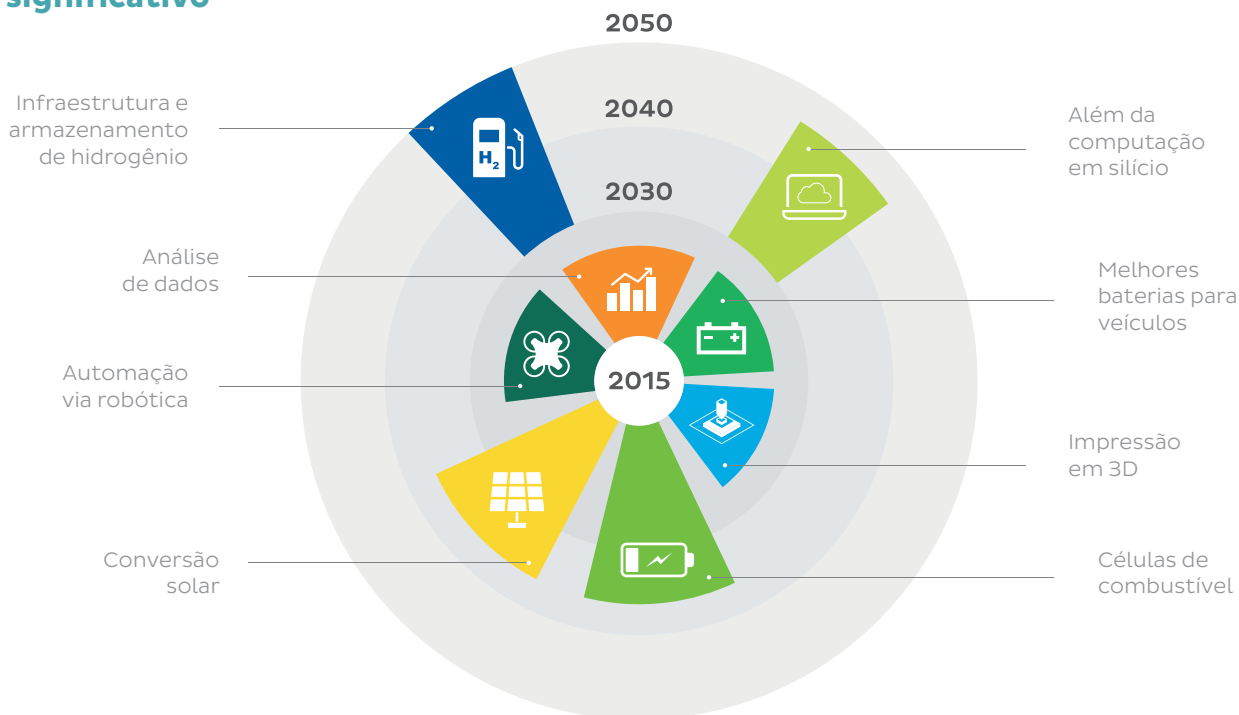 significativo
2050
2040
2030
2015
Infraestrutura e
armazenamento
de hidrogênio
H2
Análise
de dados
Automação
via robótica
Conversão
solar
Além da
computação
em silício
Melhores
baterias para
veículos
Impressão
em 3D
Células de
combustível